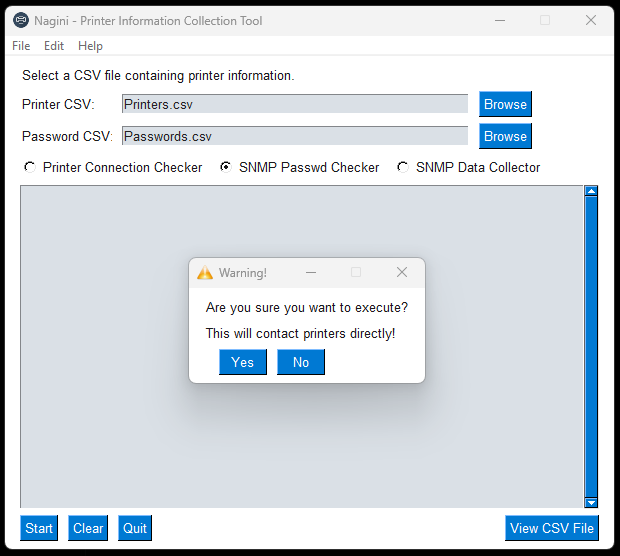 Nagini - Printer Information Collection Tool
File Edit Help
Select a CSV file containing printer information.
Printer CSV: Printers.csv Browse
Password CSV: Passwords.csv Browse
Printer Connection Checker SNMP Passwd Checker SNMP Data Collector
Warning!
Are you sure you want to execute?
This will contact printers directly!
Yes No
Start Clear Quit View CSV File